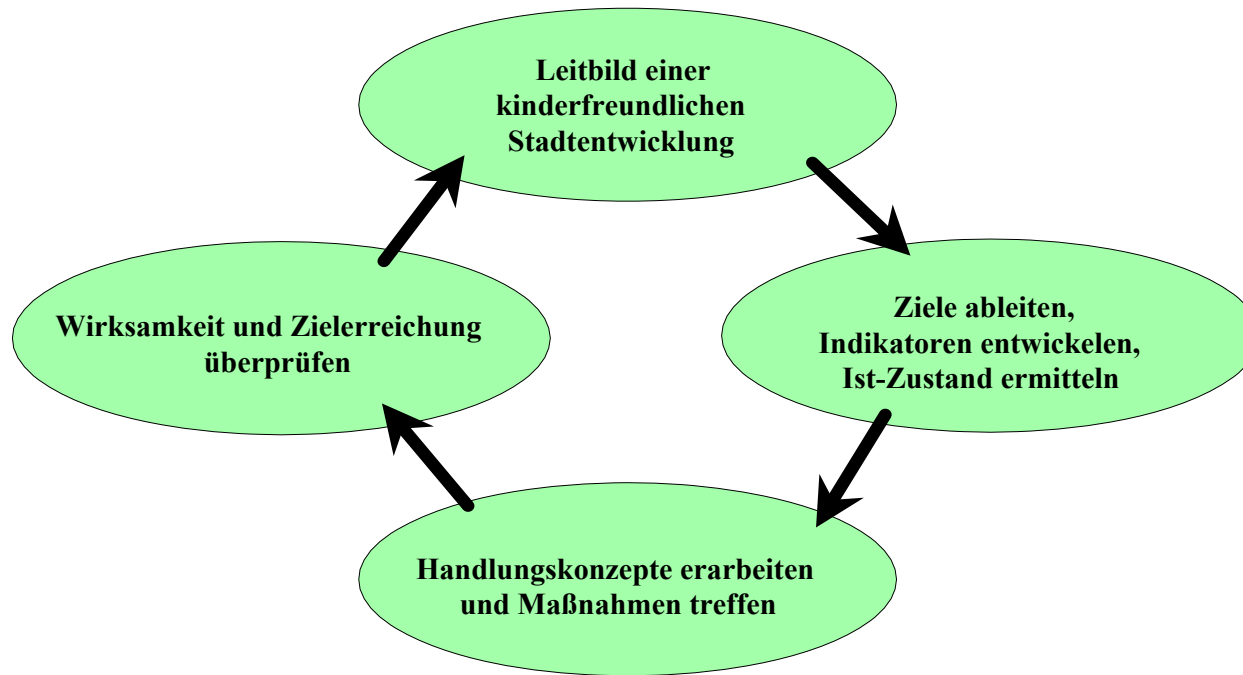 Leitbild einer
kinderfreundlichen
Stadtentwicklung
Ziele ableiten,
Indikatoren entwickelen,
Ist-Zustand ermitteln
Handlungskonzepte erarbeiten
und Maßnahmen treffen
Wirksamkeit und Zielerreichung
überprüfen